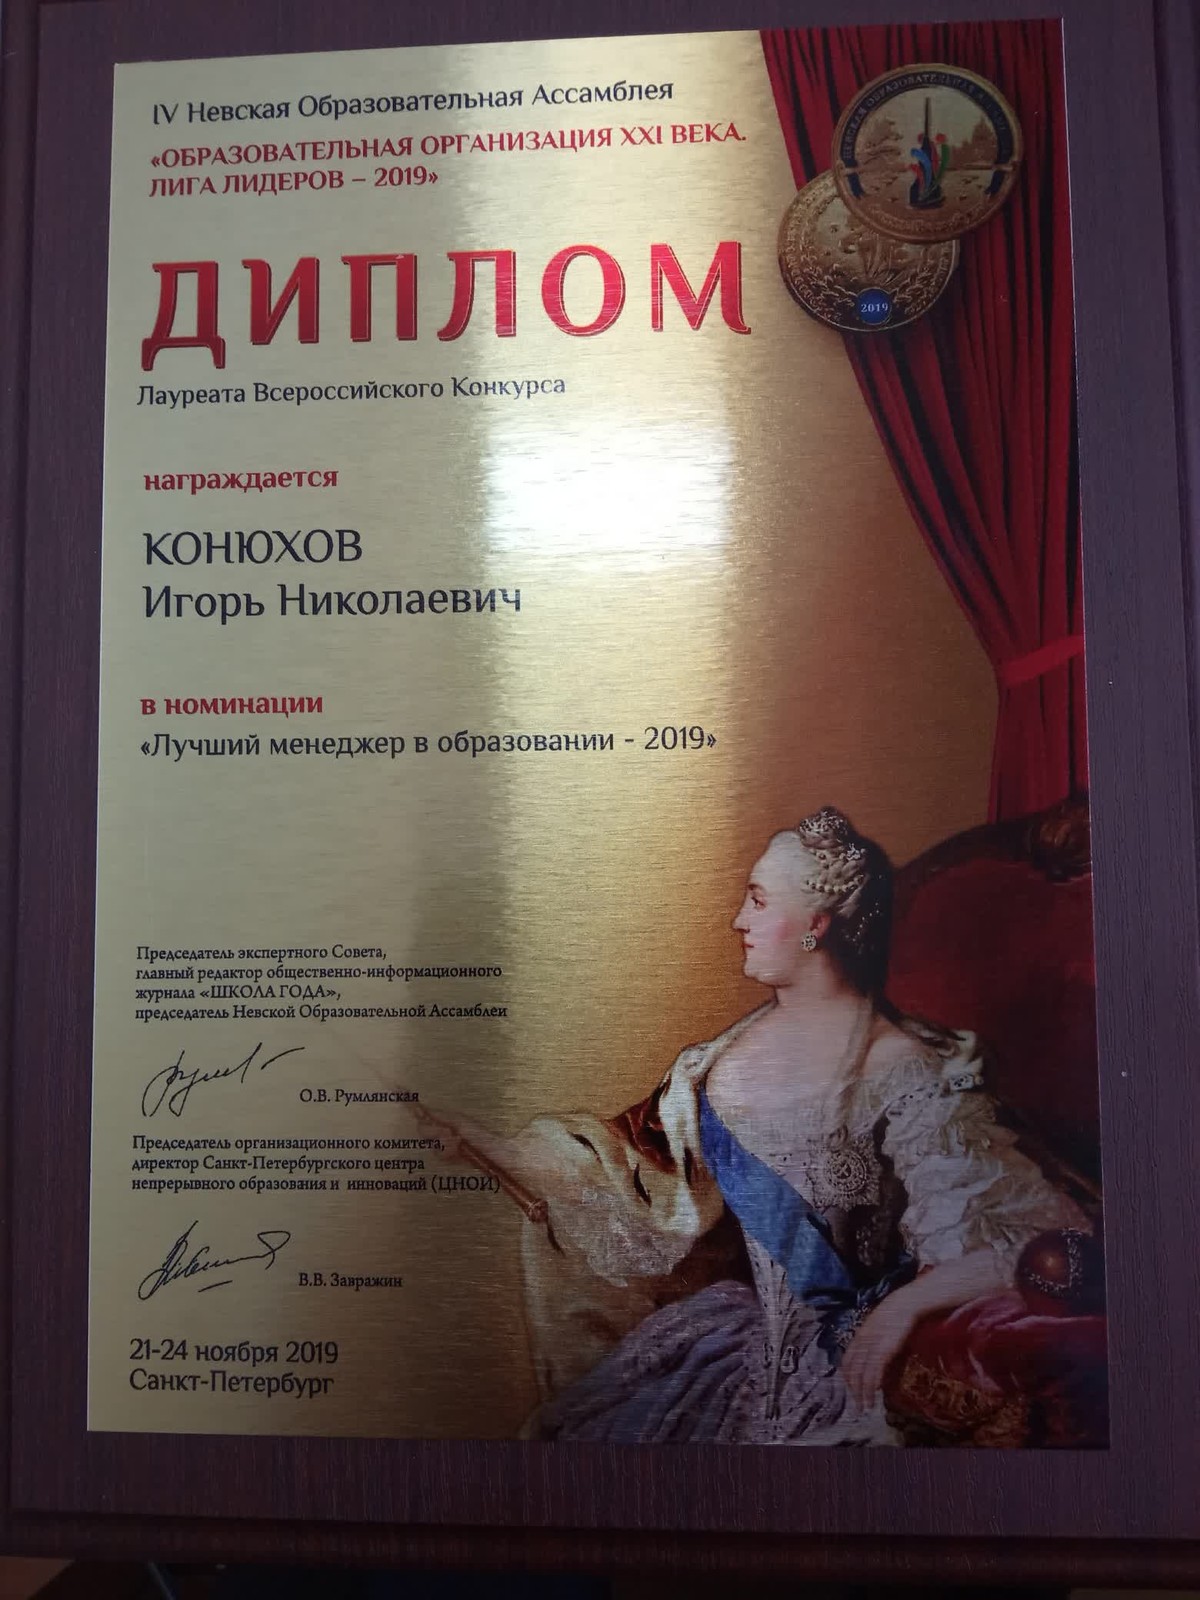 IV Невская Образовательная Ассамблея
«ОБРАЗОВАТЕЛЬНАЯ ОРГАНИЗАЦИЯ XXI ВЕКА.
ЛИГА ЛИДЕРОВ – 2019»
ДИПЛОМ
Лауреата Всероссийского Конкурса
награждается
КОНЮХОВ
Игорь Николаевич
в номинации
«Лучший менеджер в образовании - 2019»
Председатель экспертного Совета,
главный редактор общественно-информационного
журнала «ШКОЛА ГОДА»,
председатель Невской Образовательной Ассамблеи
О.В. Румлянская
Председатель организационного комитета,
директор Санкт-Петербургского центра
непрерывного образования и инноваций (ЦНОИ)
В.В. Завражин
21-24 ноября 2019
Санкт-Петербург
НЕВСКАЯ ОБРАЗОВАТЕЛЬНАЯ
2019